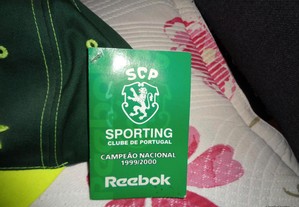 SCP
SPORTING
CLUBE DE PORTUGAL
CAMPEÃO NACIONAL
1999/2000
Reebok